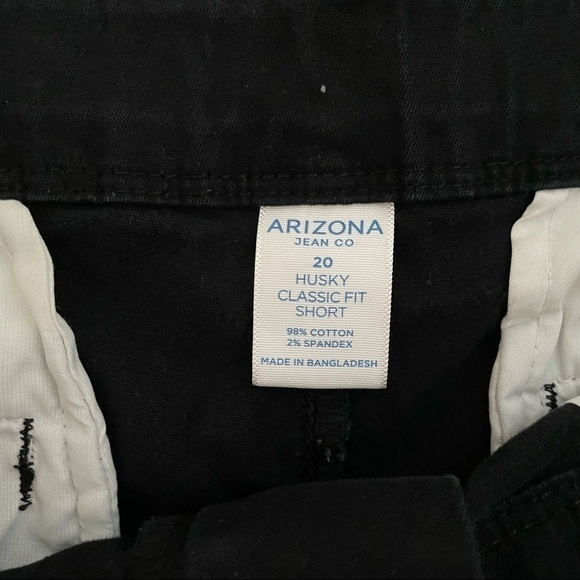 ARIZONA
JEAN CO
20
HUSKY
CLASSIC FIT
SHORT
98% COTTON
2% SPANDEX
MADE IN BANGLADESH